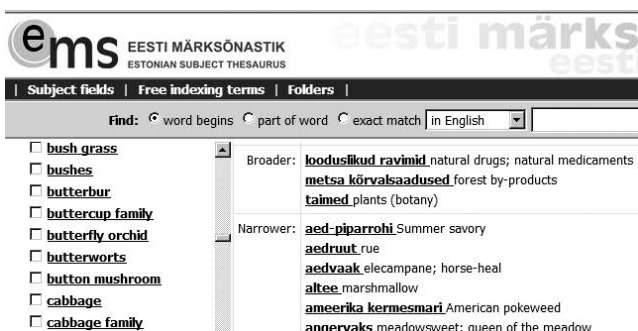 ems EESTI MÄRKSÕNASTIK
ESTONIAN SUBJECT THESAURUS
eesti märks
eesti
| Subject fields | Free indexing terms | Folders |
Find: word begins part of word exact match in English
bush grass
bushes
butterbur
buttercup family
butterfly orchid
butterworts
button mushroom
cabbage
cabbage family
Broader: looduslikud ravimid natural drugs; natural medicaments
metsa kõrvalsaadused forest by-products
taimed plants (botany)
Narrower: aed-piparrohi Summer savory
aedruut rue
aedvaak elecampane; horse-heal
altee marshmallow
ameerika kermesmari American pokeweed
angervaks meadowsweet; queen of the meadow